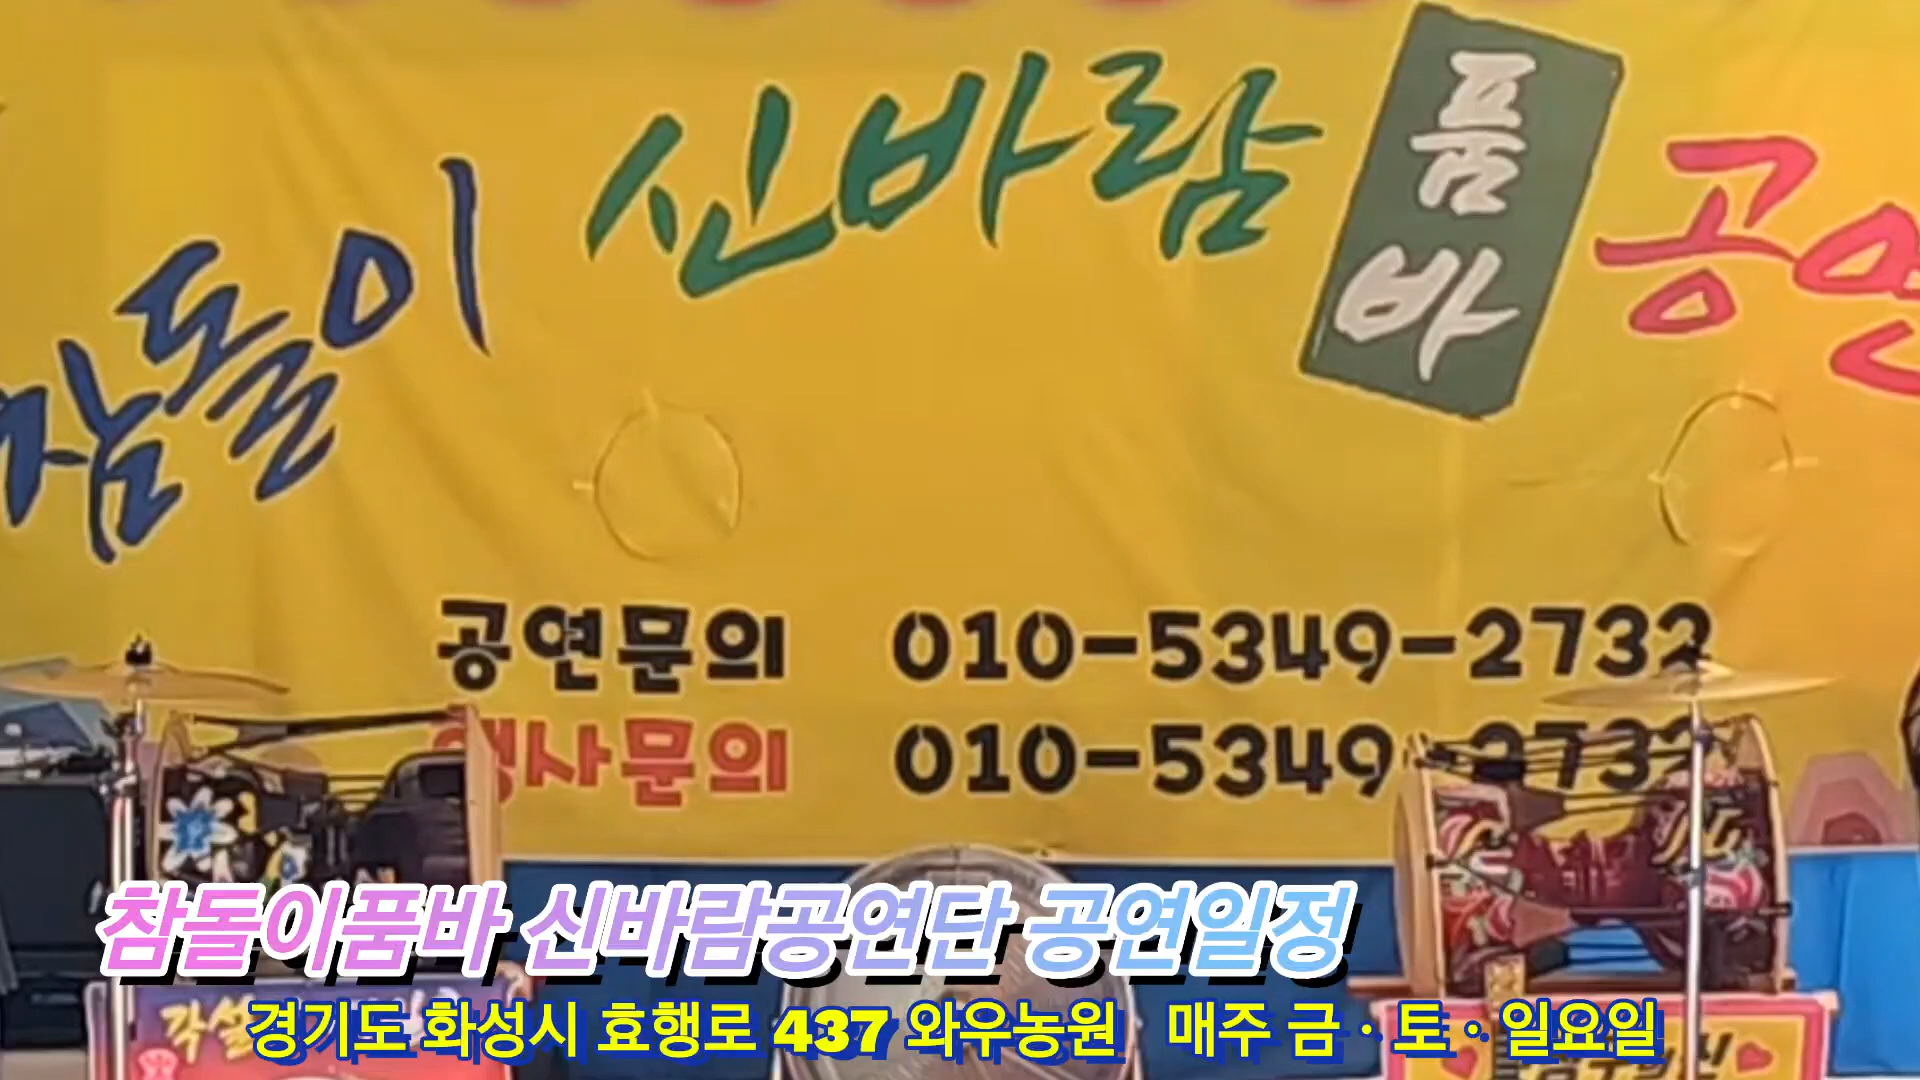 참돌이 신바람 품바 공연
공연문의 010-5349-2732
행사문의 010-5349-2732
참돌이품바 신바람공연단 공연일정
각설
경기도 화성시 효행로 437 와우농원 매주 금·토·일요일